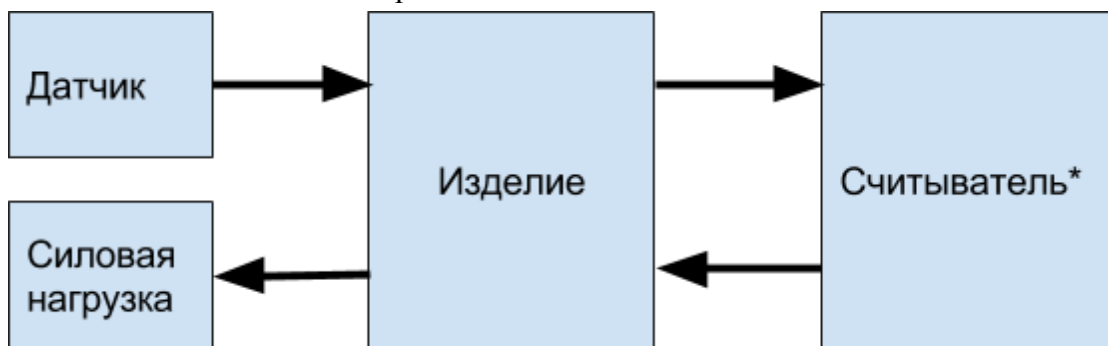 Датчик
Изделие
Считыватель*
Силовая
нагрузка